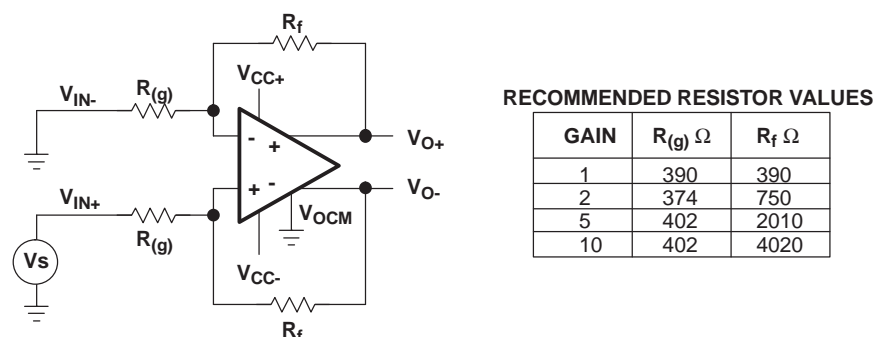 Rf
VCC+
VIN-
R(g)
- +
VO+
+ -
VO-
VIN+
VOCM
R(g)
Vs
VCC-
Rf
RECOMMENDED RESISTOR VALUES
GAIN R(g) Ω Rf Ω
1 390 390
2 374 750
5 402 2010
10 402 4020